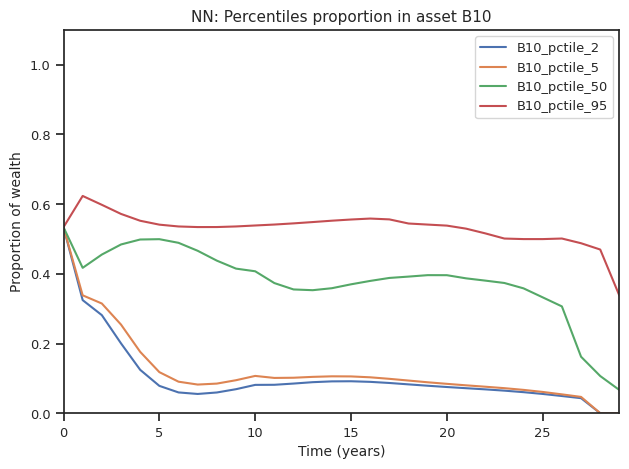 NN: Percentiles proportion in asset B10
B10_pctile_2
B10_pctile_5
B10_pctile_50
B10_pctile_95
Proportion of wealth
1.0
0.8
0.6
0.4
0.2
0.0
0 5 10 15 20 25
Time (years)